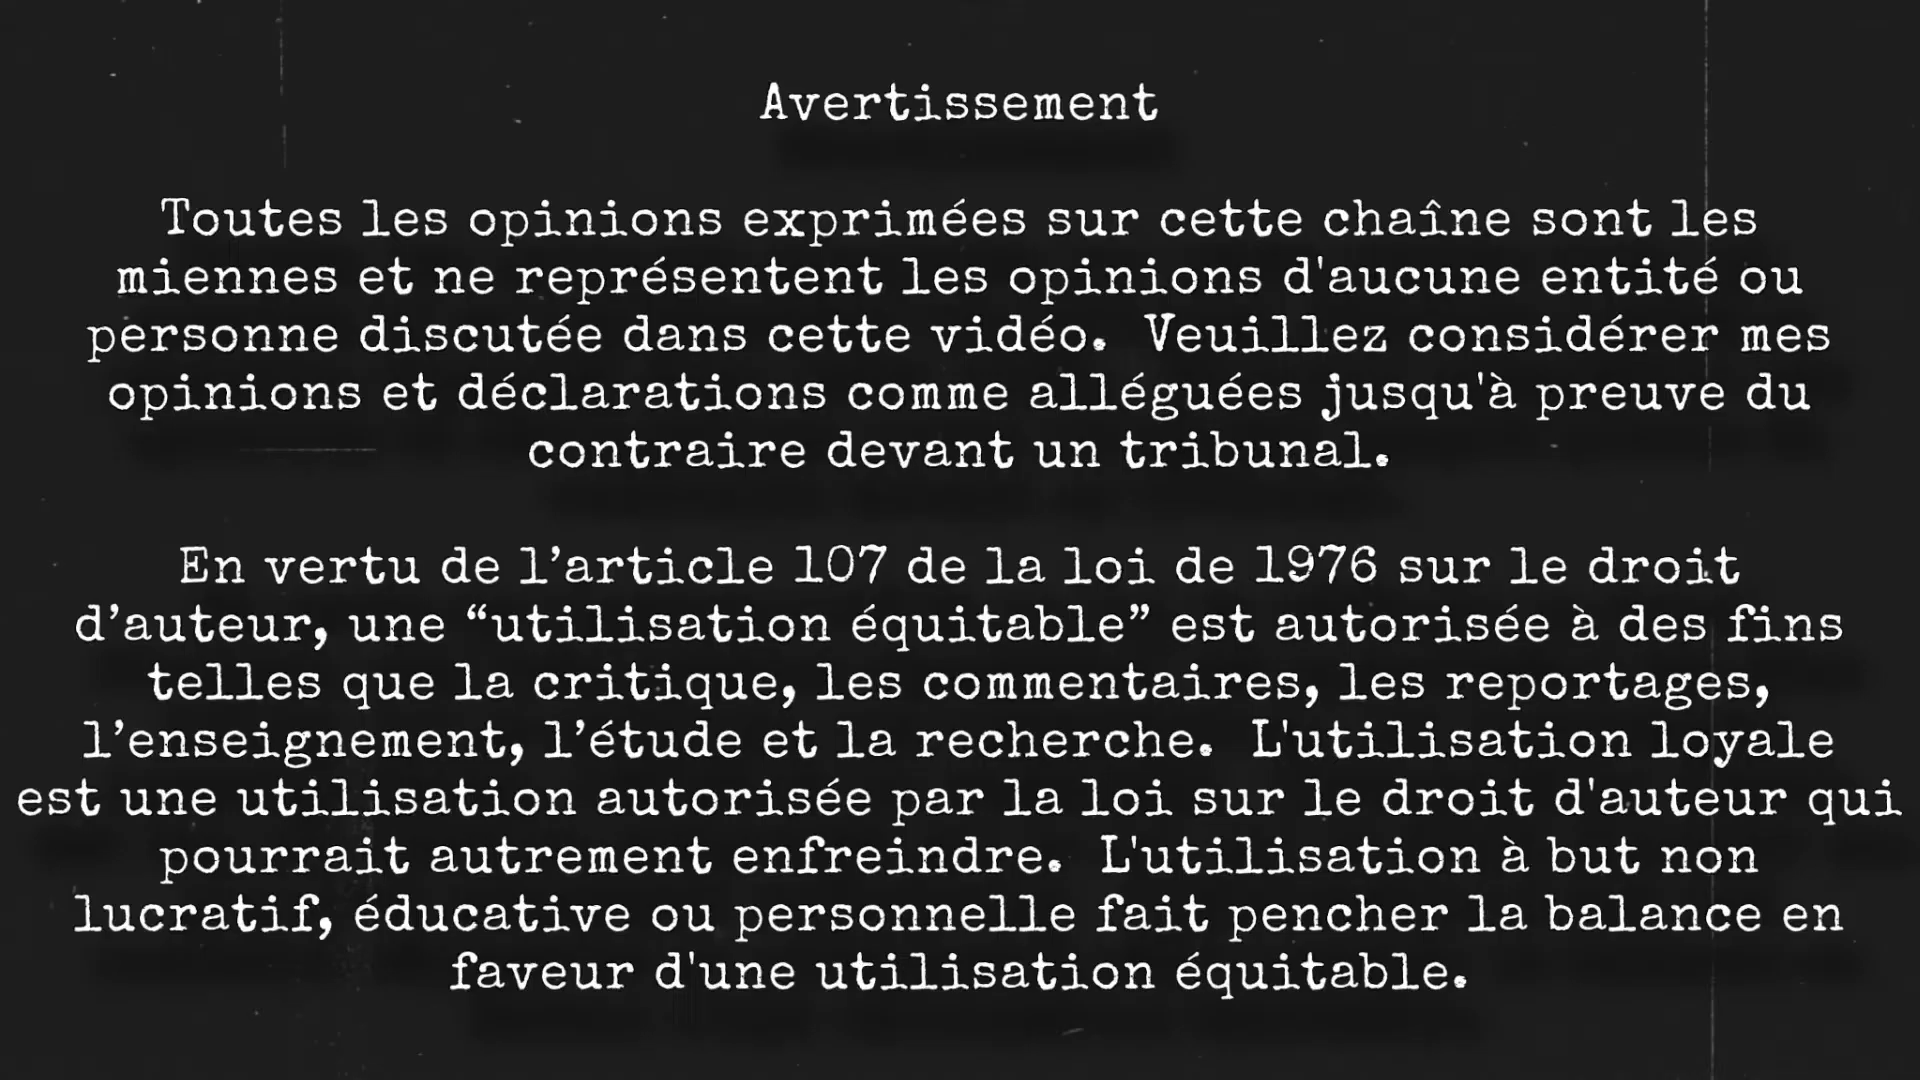 Avertissement
Toutes les opinions exprimées sur cette chaîne sont les
miennes et ne représentent les opinions d'aucune entité ou
personne discutée dans cette vidéo. Veuillez considérer mes
opinions et déclarations comme alléguées jusqu'à preuve du
contraire devant un tribunal.
En vertu de l’article 107 de la loi de 1976 sur le droit
d’auteur, une “utilisation équitable” est autorisée à des fins
telles que la critique, les commentaires, les reportages,
l’enseignement, l’étude et la recherche. L'utilisation loyale
est une utilisation autorisée par la loi sur le droit d'auteur qui
pourrait autrement enfreindre. L'utilisation à but non
lucratif, éducative ou personnelle fait pencher la balance en
faveur d'une utilisation équitable.